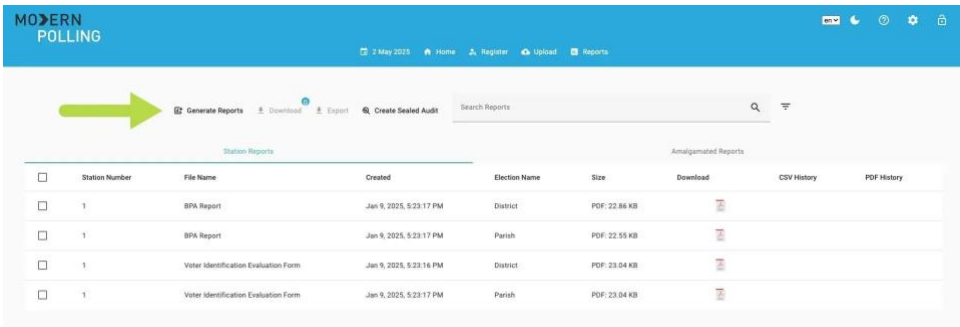 MODERN
POLLING
en
2 May 2025 Home Register Upload Reports
Generate Reports Download 0 Export Create Sealed Audit Search Reports
Station Reports Amalgamated Reports
Station Number File Name Created Election Name Size Download CSV History PDF History
1 BPA Report Jan 9, 2025, 5:23:17 PM District PDF: 22.86 KB
1 BPA Report Jan 9, 2025, 5:23:17 PM Parish PDF: 22.55 KB
1 Voter Identification Evaluation Form Jan 9, 2025, 5:23:16 PM District PDF: 23.04 KB
1 Voter Identification Evaluation Form Jan 9, 2025, 5:23:17 PM Parish PDF: 23.04 KB